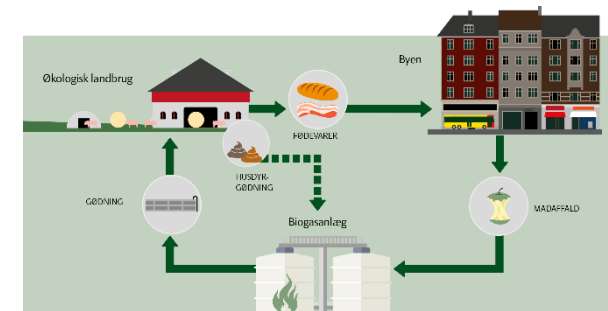 Økologisk landbrug
Byen
FØDEVARER
HUSDYR-
GØDNING
GØDNING
MADAFFALD
Biogasanlæg